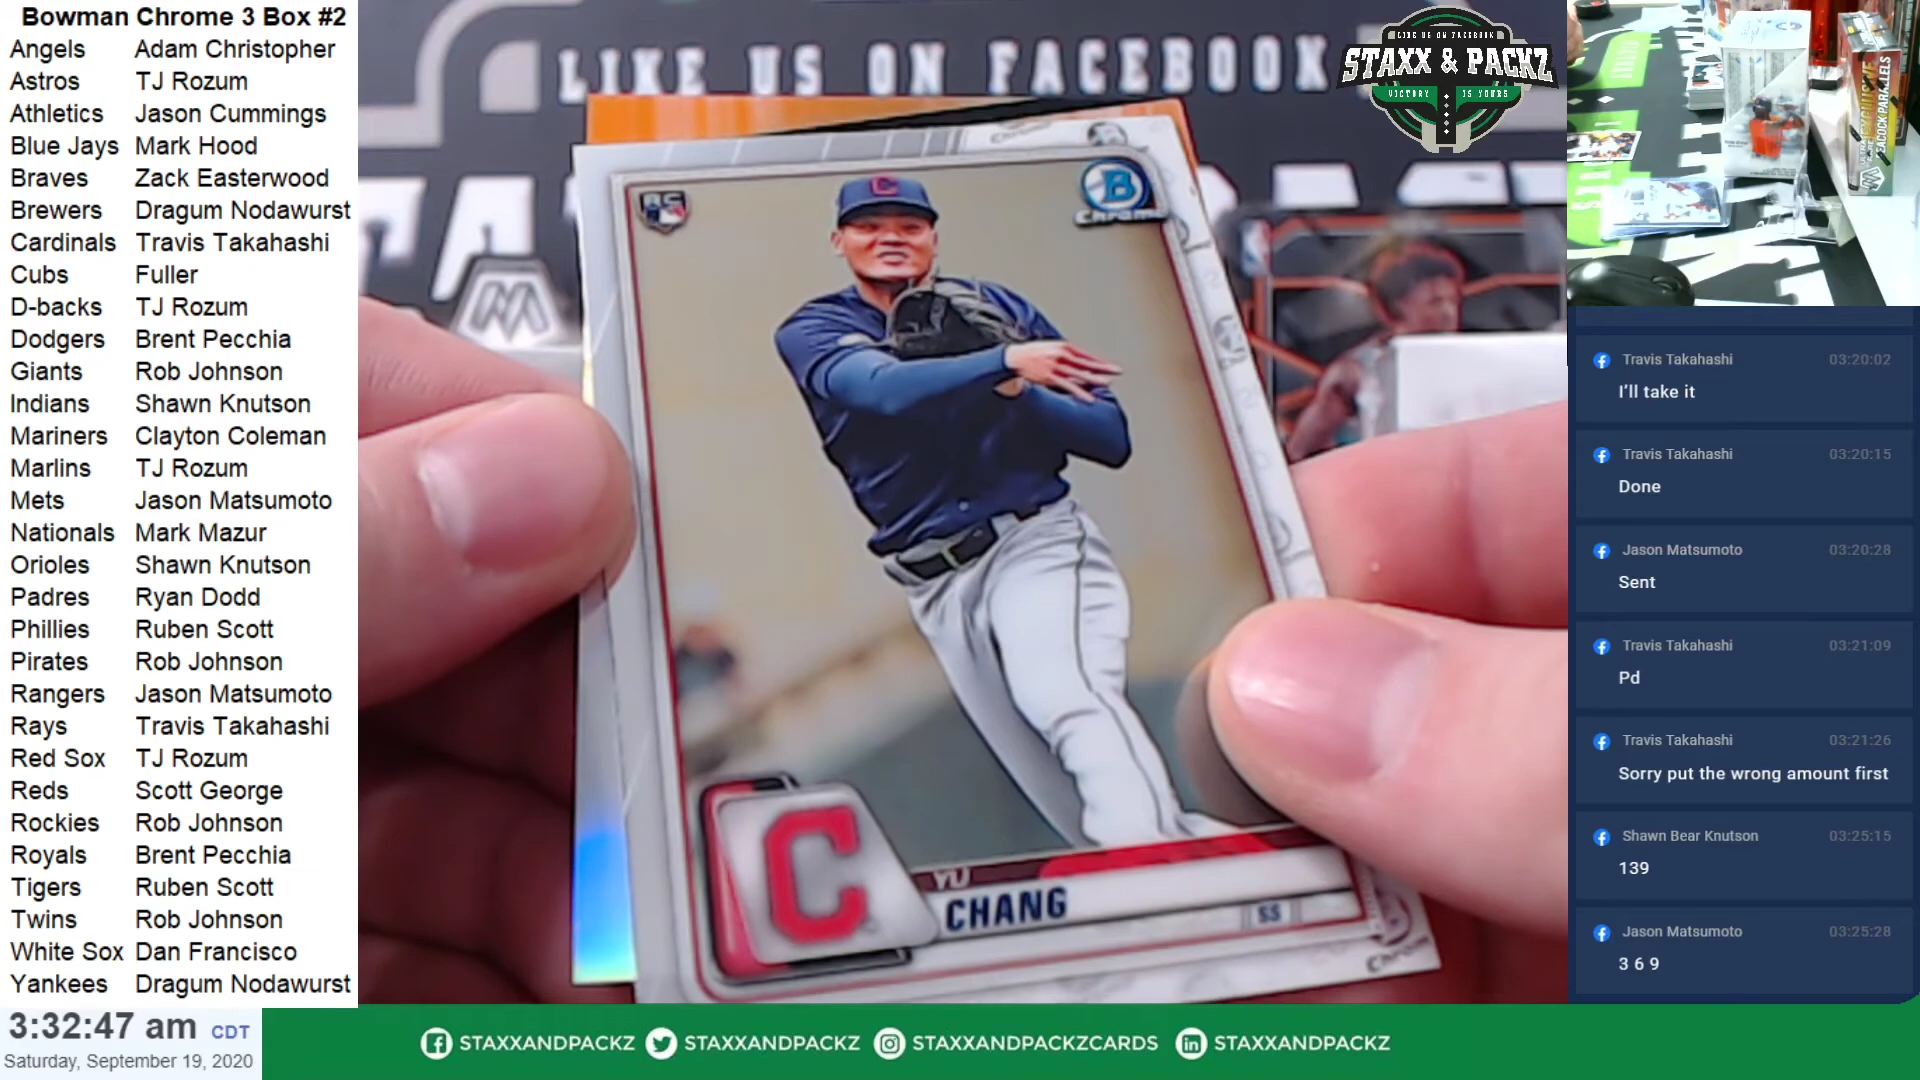 Bowman Chrome 3 Box #2
Angels Adam Christopher
Astros TJ Rozum
Athletics Jason Cummings
Blue Jays Mark Hood
Braves Zack Easterwood
Brewers Dragum Nodawurst
Cardinals Travis Takahashi
Cubs Fuller
D-backs TJ Rozum
Dodgers Brent Pecchia
Giants Rob Johnson
Indians Shawn Knutson
Mariners Clayton Coleman
Marlins TJ Rozum
Mets Jason Matsumoto
Nationals Mark Mazur
Orioles Shawn Knutson
Padres Ryan Dodd
Phillies Ruben Scott
Pirates Rob Johnson
Rangers Jason Matsumoto
Rays Travis Takahashi
Red Sox TJ Rozum
Reds Scott George
Rockies Rob Johnson
Royals Brent Pecchia
Tigers Ruben Scott
Twins Rob Johnson
White Sox Dan Francisco
Yankees Dragum Nodawurst
3:32:47 am CDT
Saturday, September 19, 2020
LIKE US ON FACEBOOK
LIKE US ON FACEBOOK
STAXX & PACKZ
VICTORY IS YOURS
RC
C
B
Chrome
C
YU
CHANG
SS
PEACOCK PARALLELS
Travis Takahashi 03:20:02
I'll take it
Travis Takahashi 03:20:15
Done
Jason Matsumoto 03:20:28
Sent
Travis Takahashi 03:21:09
Pd
Travis Takahashi 03:21:26
Sorry put the wrong amount first
Shawn Bear Knutson 03:25:15
139
Jason Matsumoto 03:25:28
3 6 9
STAXXANDPACKZ STAXXANDPACKZ STAXXANDPACKZCARDS STAXXANDPACKZ